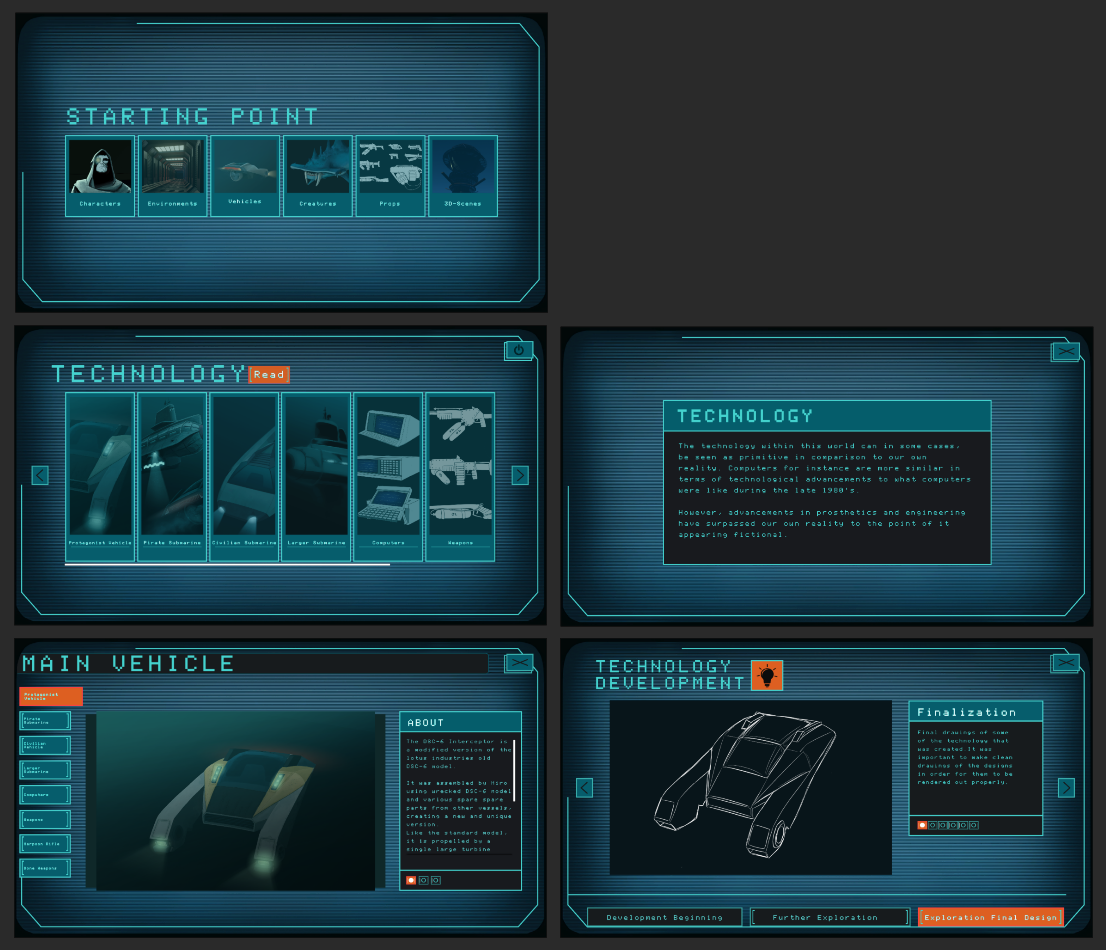 STARTING POINT
Characters
Environments
Vehicles
Creatures
Props
3D-Scenes
TECHNOLOGY
Read
Protagonist Vehicle
Pirate Submarine
Civilian Submarine
Larger Submarine
Computers
Weapons
TECHNOLOGY
The technology within this world can in some cases,
be seen as primitive in comparison to our own
reality. Computers for instance are more similar in
terms of technological advancements to what computers
were like during the late 1980's.
However, advancements in prosthetics and engineering
have surpassed our own reality to the point of it
appearing fictional.
MAIN VEHICLE
Protagonist
Vehicle
Pirate
Submarine
Civilian
Vehicle
Larger
Submarine
Computers
Weapons
Harpoon Rifle
Bone Weapons
ABOUT
The DSC-6 Interceptor is
a modified version of the
lotus industries old
DSC-6 model
It was assembled by Hiro
using wrecked DSC-6 model
and various spare spare
parts from other vessels,
creating a new and unique
version.
Like the standard model,
it is propelled by a
single large turbine
TECHNOLOGY
DEVELOPMENT
Finalization
Final drawings of some
of the technology that
was created It was
important to make clean
drawings of the designs
in order for them to be
rendered out properly.
Development Beginning
Further Exploration
Exploration Final Design